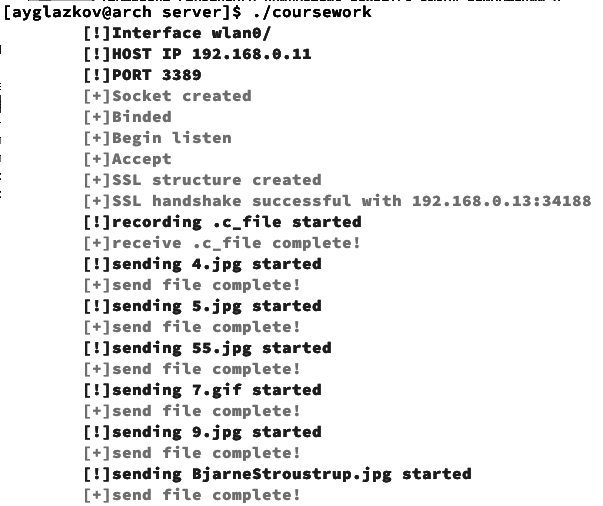 [ayglazkov@arch server]$ ./coursework
[!]Interface wlan0/
[!]HOST IP 192.168.0.11
[!]PORT 3389
[+]Socket created
[+]Binded
[+]Begin listen
[+]Accept
[+]SSL structure created
[+]SSL handshake successful with 192.168.0.13:34188
[!]recording .c_file started
[+]receive .c_file complete!
[!]sending 4.jpg started
[+]send file complete!
[!]sending 5.jpg started
[+]send file complete!
[!]sending 55.jpg started
[+]send file complete!
[!]sending 7.gif started
[+]send file complete!
[!]sending 9.jpg started
[+]send file complete!
[!]sending BjarneStroustrup.jpg started
[+]send file complete!